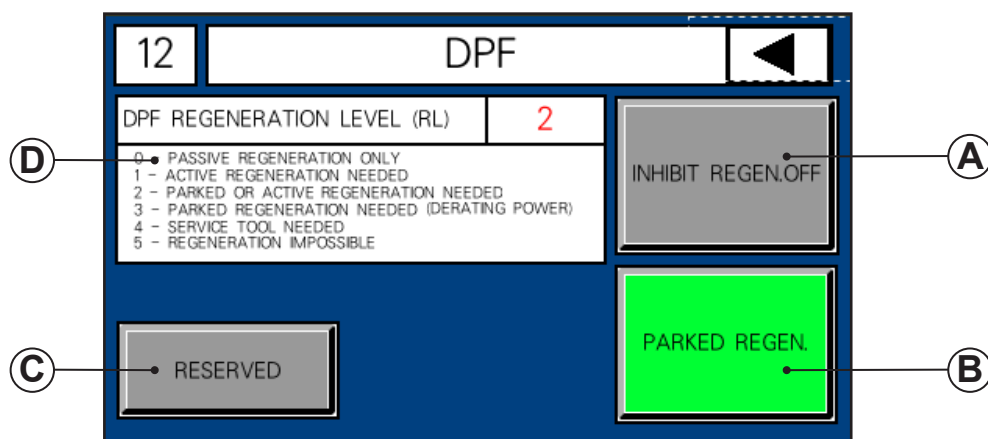 12
DPF
DPF REGENERATION LEVEL (RL)
2
0 - PASSIVE REGENERATION ONLY
1 - ACTIVE REGENERATION NEEDED
2 - PARKED OR ACTIVE REGENERATION NEEDED
3 - PARKED REGENERATION NEEDED (DERATING POWER)
4 - SERVICE TOOL NEEDED
5 - REGENERATION IMPOSSIBLE
D
INHIBIT REGEN.OFF
A
PARKED REGEN.
B
RESERVED
C